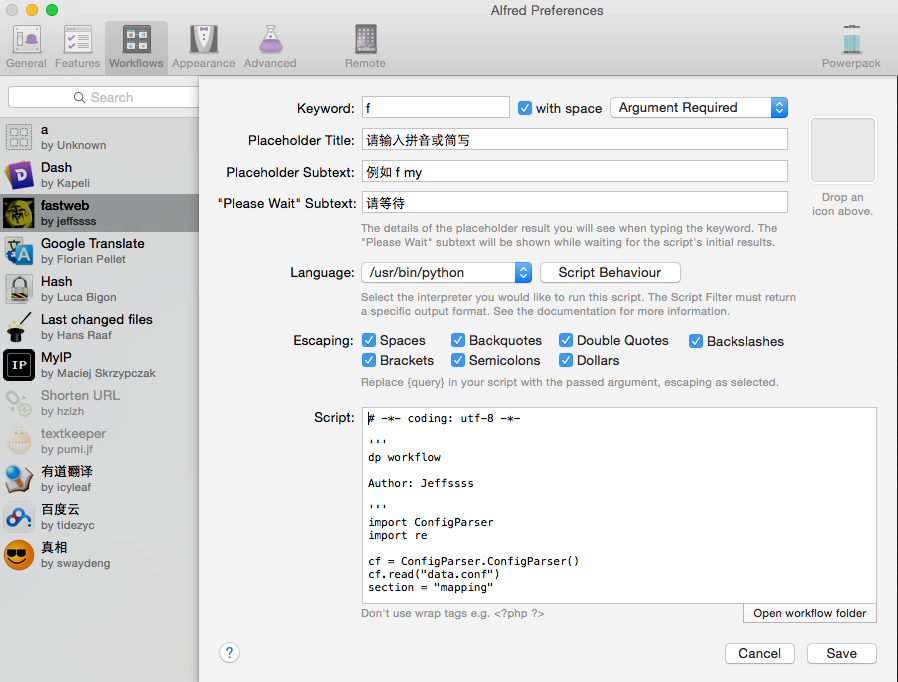 Alfred Preferences
General Features Workflows Appearance Advanced Remote Powerpack
Search
a
by Unknown
Dash
by Kapeli
fastweb
by jeffssss
Google Translate
by Florian Pellet
Hash
by Luca Bigon
Last changed files
by Hans Raaf
IP
MyIP
by Maciej Skrzypczak
Shorten URL
by hzlzh
textkeeper
by pumi.jf
有道翻译
by icyleaf
百度云
by tidezyc
真相
by swaydeng
Keyword: f with space Argument Required
Placeholder Title: 请输入拼音或简写
Placeholder Subtext: 例如 f my
"Please Wait" Subtext: 请等待
The details of the placeholder result you will see when typing the keyword. The
"Please Wait" subtext will be shown while waiting for the script's initial results.
Drop an
icon above.
Language: /usr/bin/python Script Behaviour
Select the interpreter you would like to run this script. The Script Filter must return
a specific output format. See the documentation for more information.
Escaping: Spaces Backquotes Double Quotes Backslashes
Brackets Semicolons Dollars
Replace {query} in your script with the passed argument, escaping as selected.
Script:
# -*- coding: utf-8 -*-
'''
dp workflow
Author: Jeffssss
'''
import ConfigParser
import re
cf = ConfigParser.ConfigParser()
cf.read("data.conf")
section = "mapping"
Don't use wrap tags e.g. <?php ?>
Open workflow folder
? Cancel Save